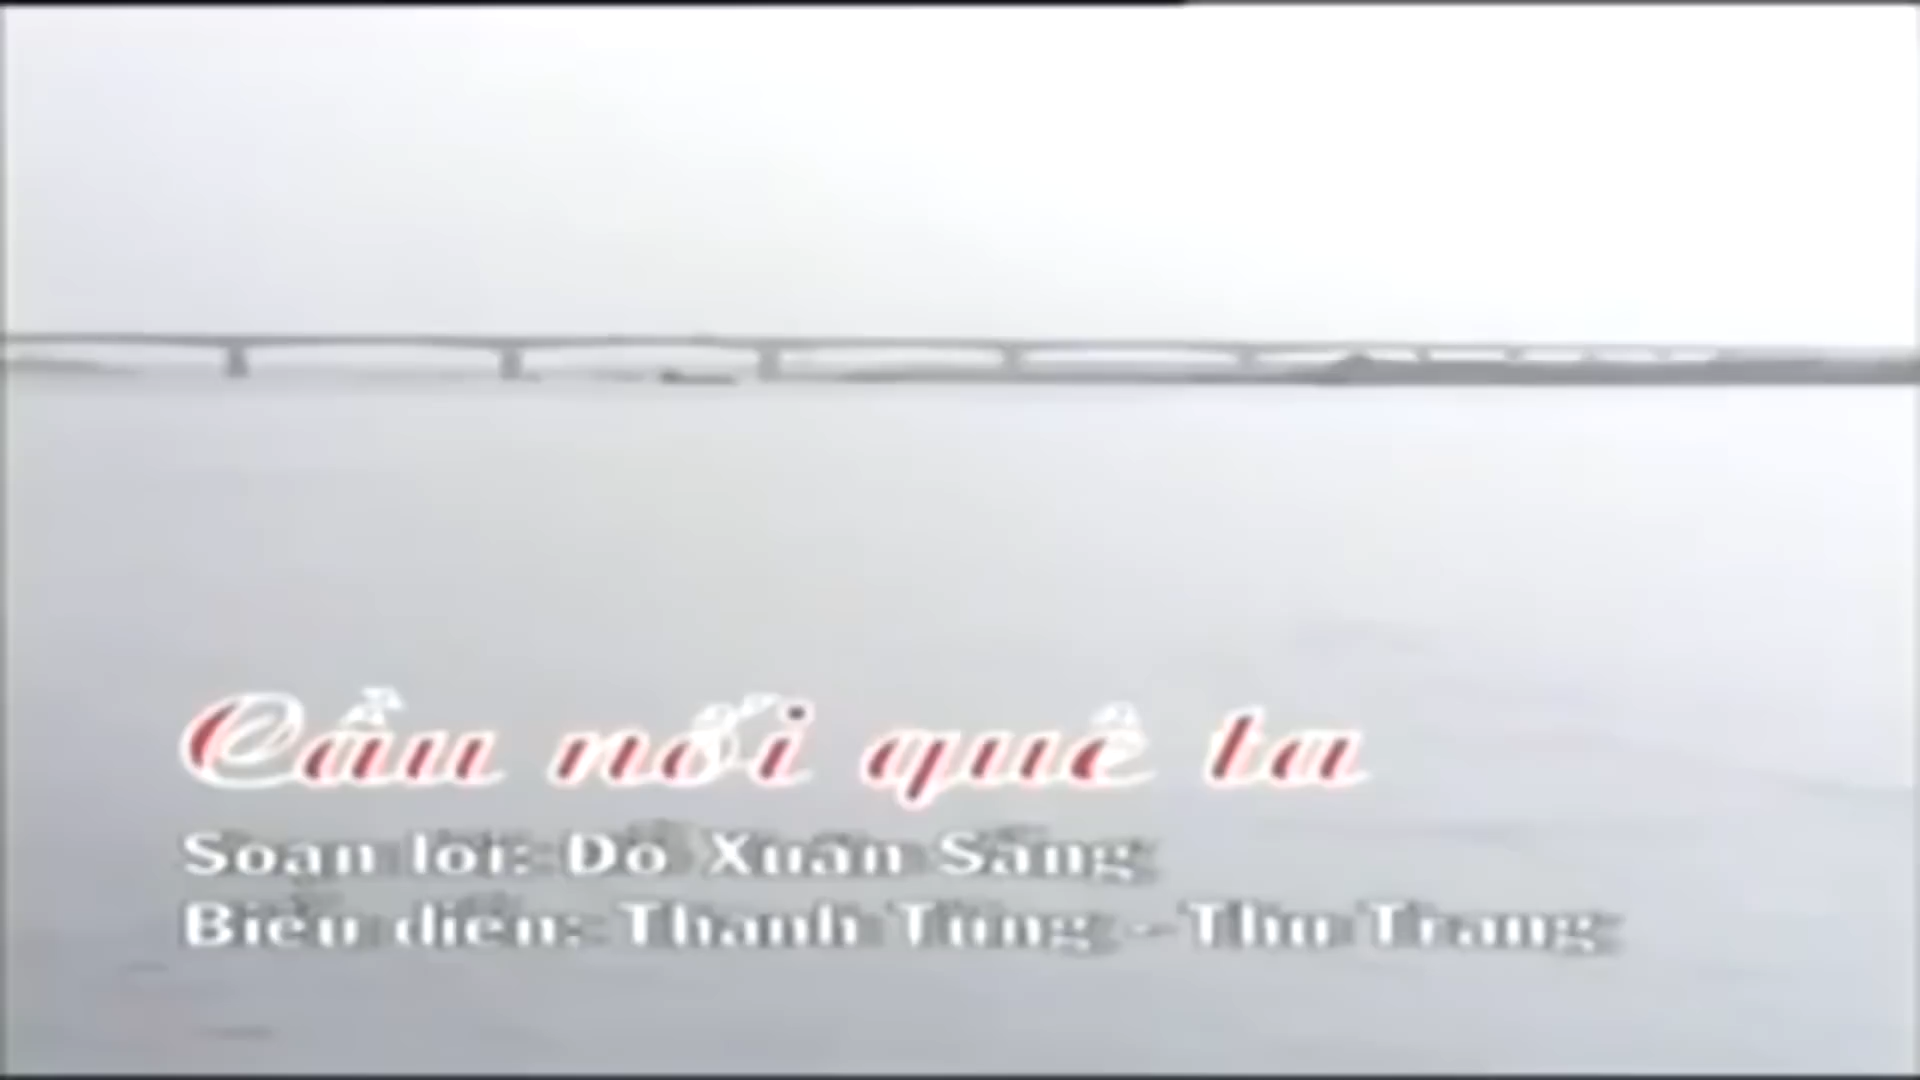 Cầu nối quê ta
Soạn lời: Đỗ Xuân Sáng
Biểu diễn: Thanh Tùng - Thu Trang